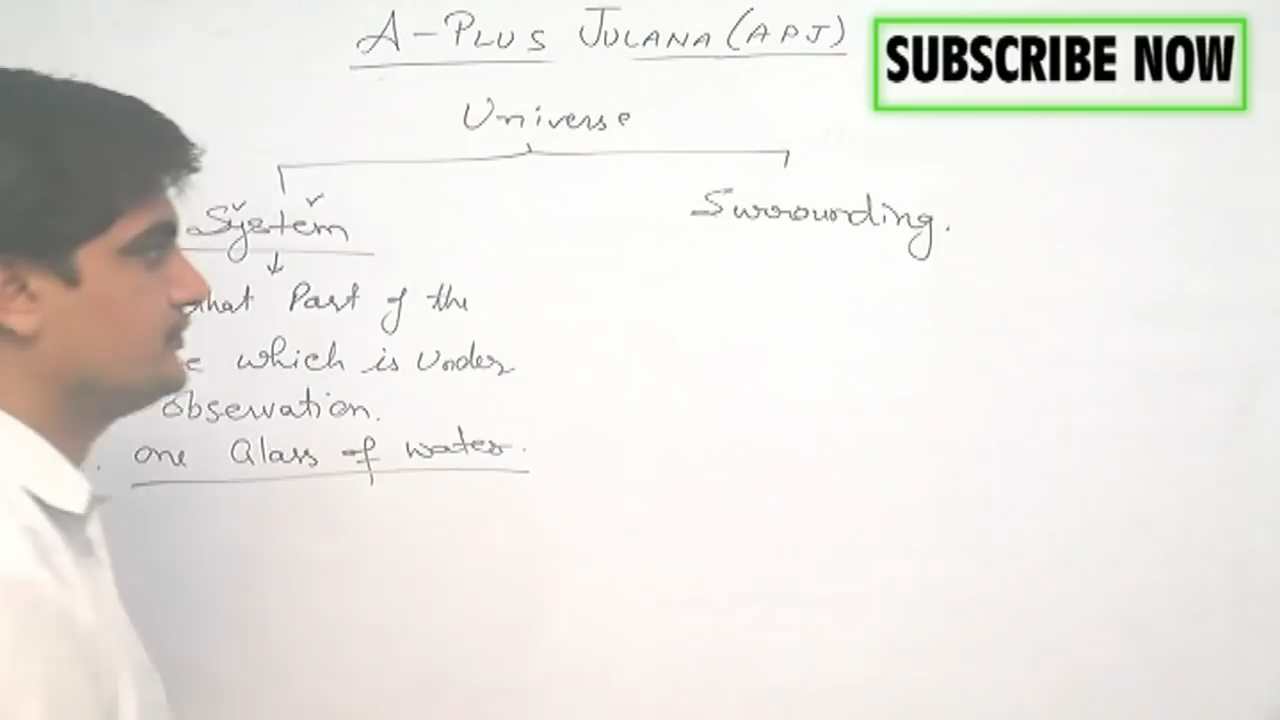 A-PLUS JULANA (APJ)
SUBSCRIBE NOW
Universe
System
Surrounding.
that Part of the
which is Under
observation.
one Glass of water.